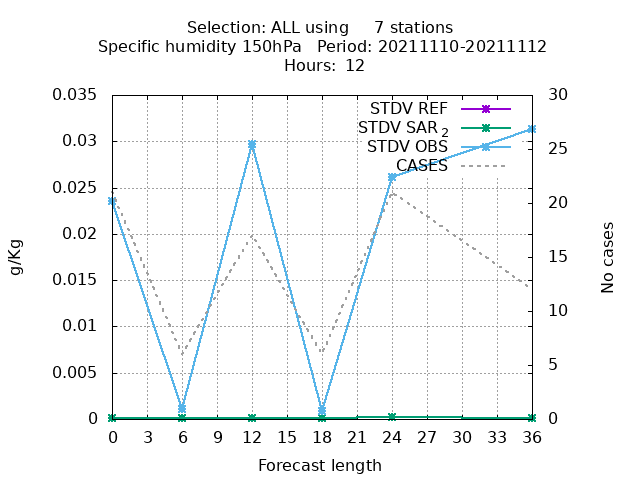 Selection: ALL using     7 stations
Specific humidity 150hPa   Period: 20211110-20211112
Hours: 12
0.035
0.03
0.025
0.02
0.015
0.01
0.005
0
30
25
20
15
10
5
0
STDV REF
STDV SAR 2
STDV OBS
CASES
g/Kg
No cases
0 3 6 9 12 15 18 21 24 27 30 33 36
Forecast length